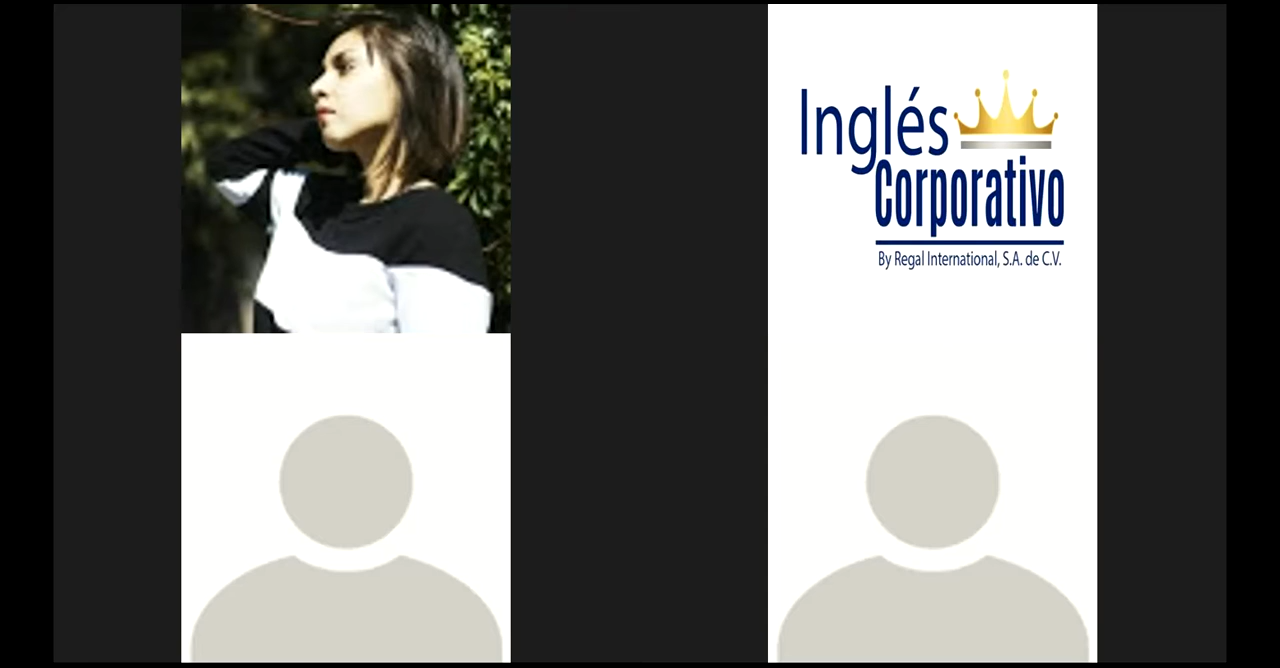 Inglés
Corporativo
By Regal International, S.A. de C.V.